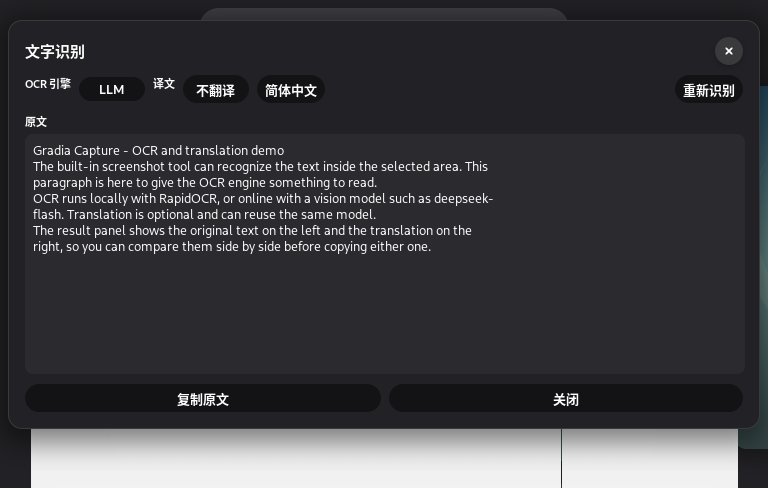 文字识别
×
OCR 引擎 LLM 译文 不翻译 简体中文 重新识别
原文
Gradia Capture – OCR and translation demo
The built-in screenshot tool can recognize the text inside the selected area. This
paragraph is here to give the OCR engine something to read.
OCR runs locally with RapidOCR, or online with a vision model such as deepseek-
flash. Translation is optional and can reuse the same model.
The result panel shows the original text on the left and the translation on the
right, so you can compare them side by side before copying either one.
复制原文 关闭